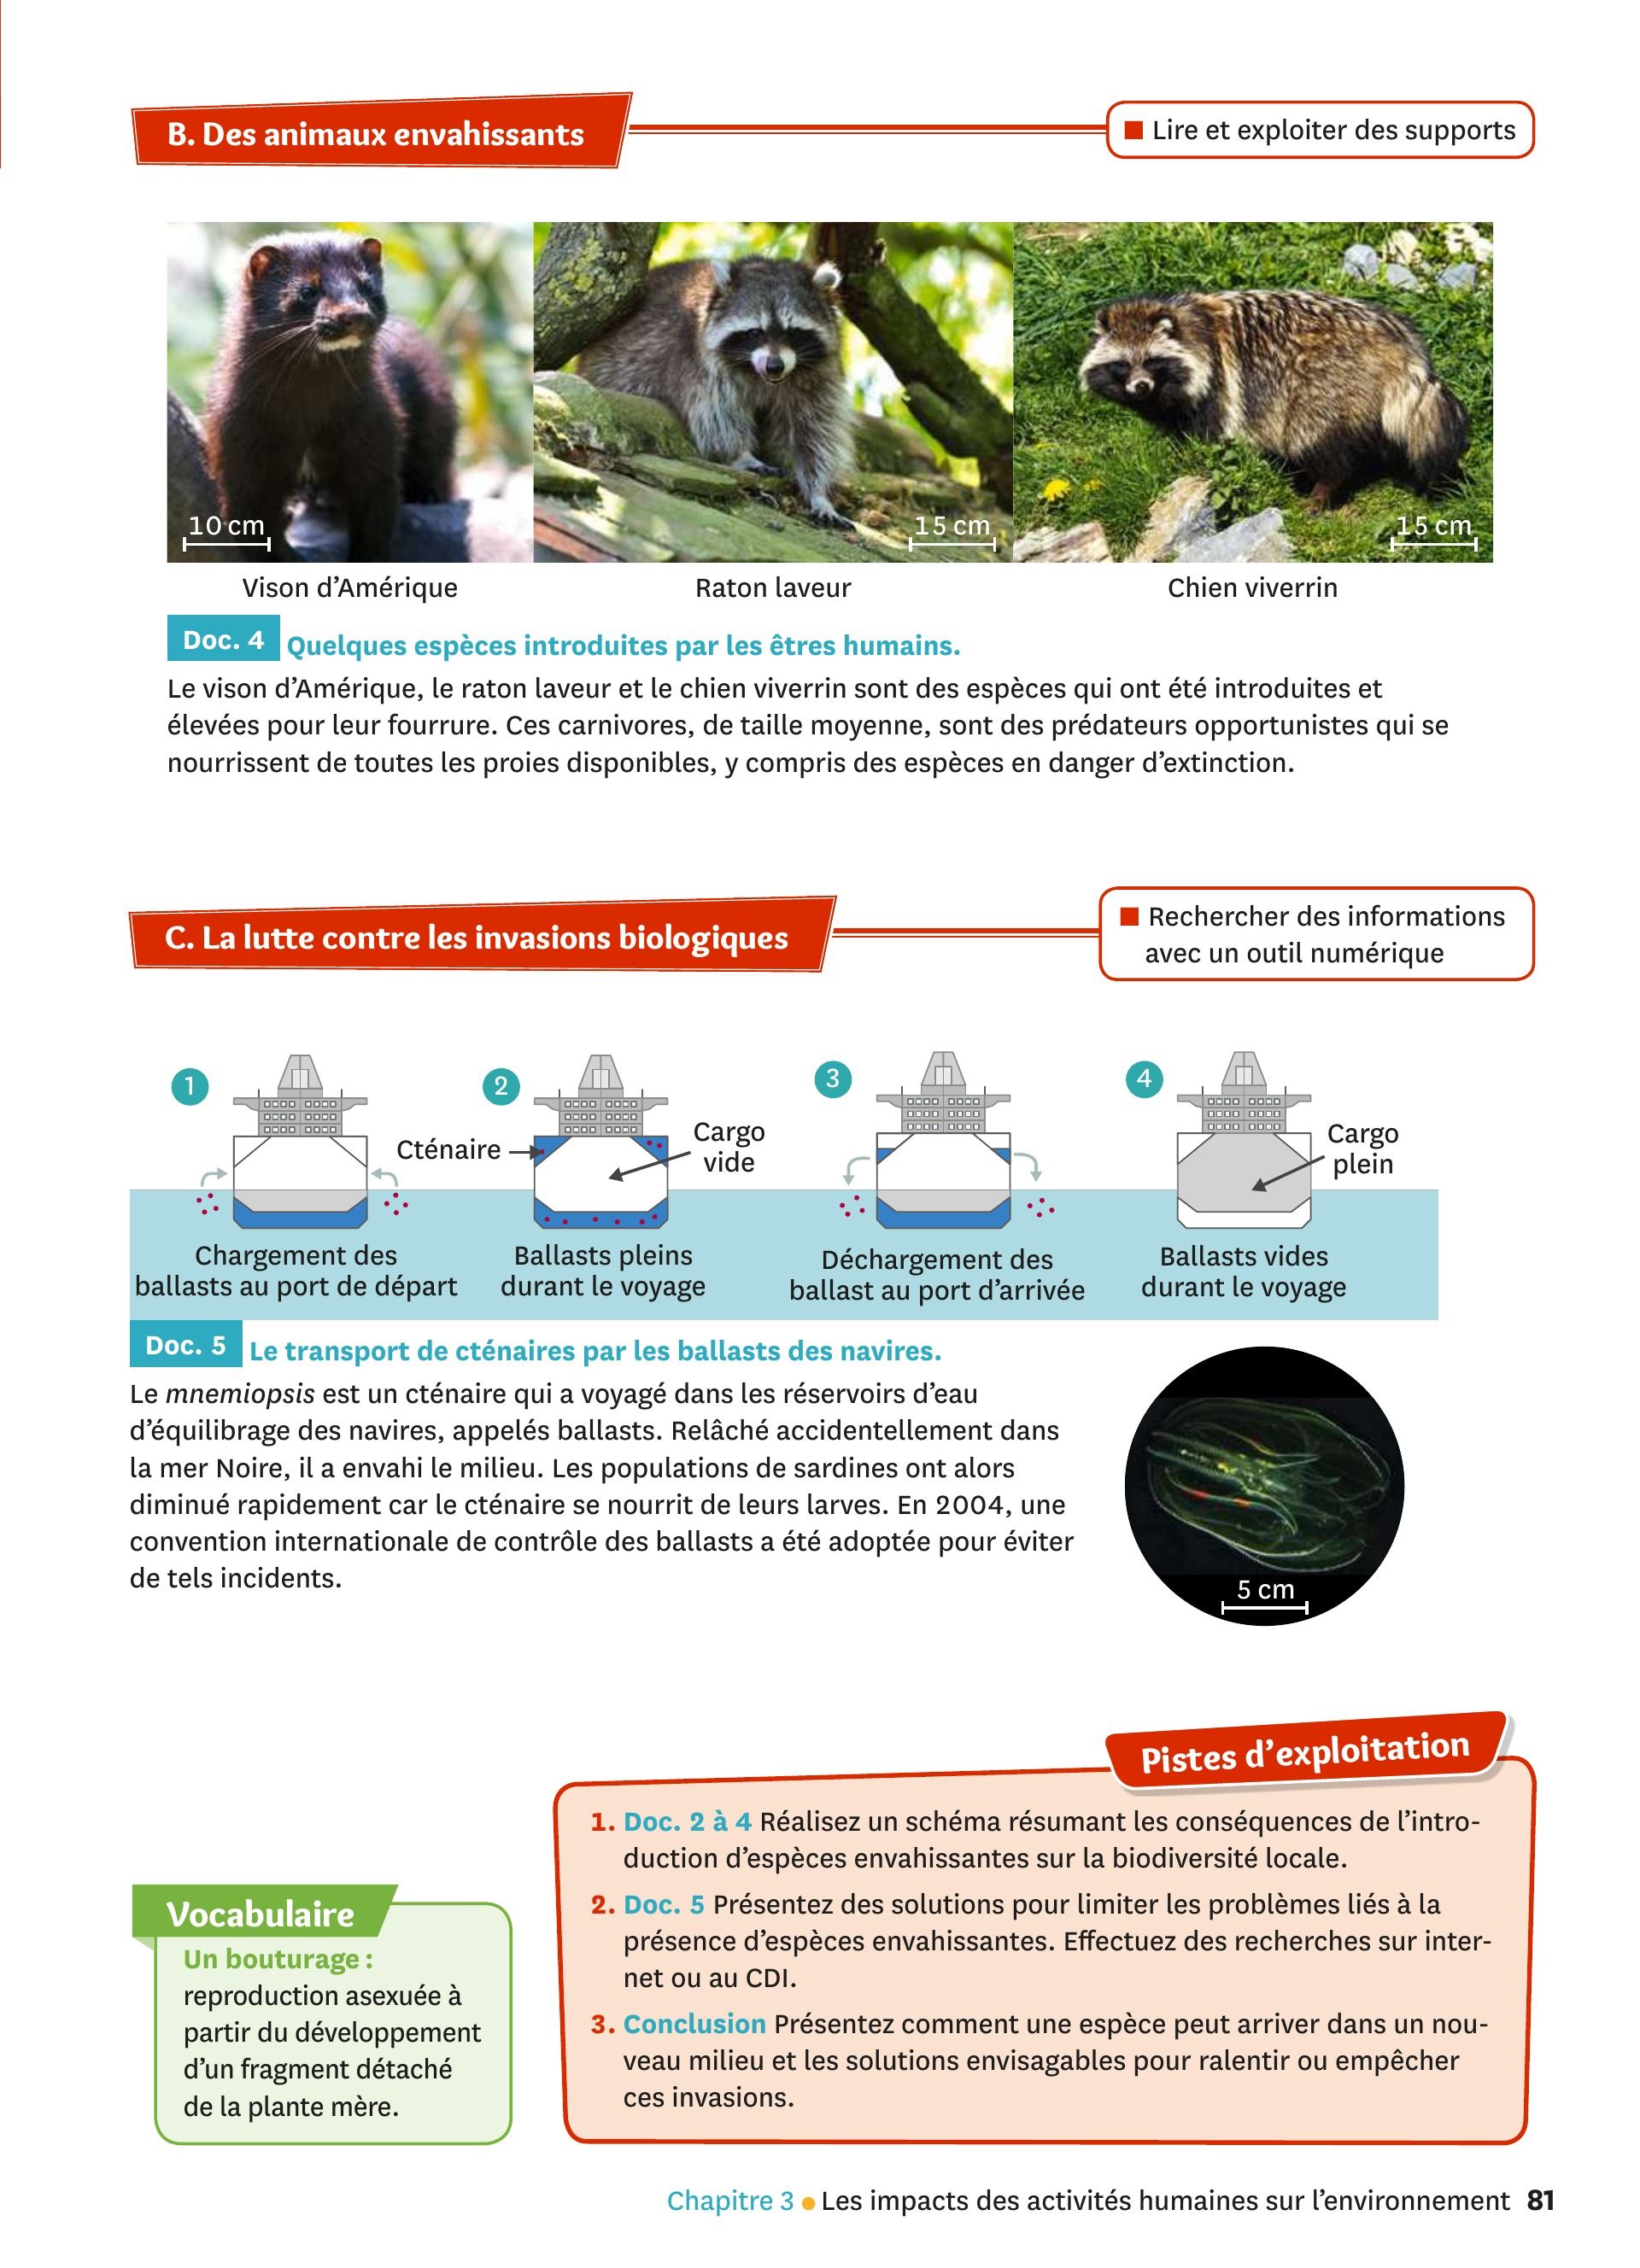 B. Des animaux envahissants
■ Lire et exploiter des supports
10 cm
15 cm
15 cm
Vison d'Amérique
Raton laveur
Chien viverrin
Doc. 4 Quelques espèces introduites par les êtres humains.
Le vison d'Amérique, le raton laveur et le chien viverrin sont des espèces qui ont été introduites et
élevées pour leur fourrure. Ces carnivores, de taille moyenne, sont des prédateurs opportunistes qui se
nourrissent de toutes les proies disponibles, y compris des espèces en danger d'extinction.
C. La lutte contre les invasions biologiques
■ Rechercher des informations
avec un outil numérique
1
2
3
4
Cténaire
Cargo
vide
Cargo
plein
Chargement des
ballasts au port de départ
Ballasts pleins
durant le voyage
Déchargement des
ballast au port d'arrivée
Ballasts vides
durant le voyage
Doc. 5 Le transport de cténaires par les ballasts des navires.
Le mnemiopsis est un cténaire qui a voyagé dans les réservoirs d'eau
d'équilibrage des navires, appelés ballasts. Relâché accidentellement dans
la mer Noire, il a envahi le milieu. Les populations de sardines ont alors
diminué rapidement car le cténaire se nourrit de leurs larves. En 2004, une
convention internationale de contrôle des ballasts a été adoptée pour éviter
de tels incidents.
5 cm
Pistes d'exploitation
1. Doc. 2 à 4 Réalisez un schéma résumant les conséquences de l'intro-
duction d'espèces envahissantes sur la biodiversité locale.
2. Doc. 5 Présentez des solutions pour limiter les problèmes liés à la
présence d'espèces envahissantes. Effectuez des recherches sur inter-
net ou au CDI.
3. Conclusion Présentez comment une espèce peut arriver dans un nou-
veau milieu et les solutions envisagables pour ralentir ou empêcher
ces invasions.
Vocabulaire
Un bouturage :
reproduction asexuée à
partir du développement
d'un fragment détaché
de la plante mère.
Chapitre 3 ● Les impacts des activités humaines sur l'environnement 81